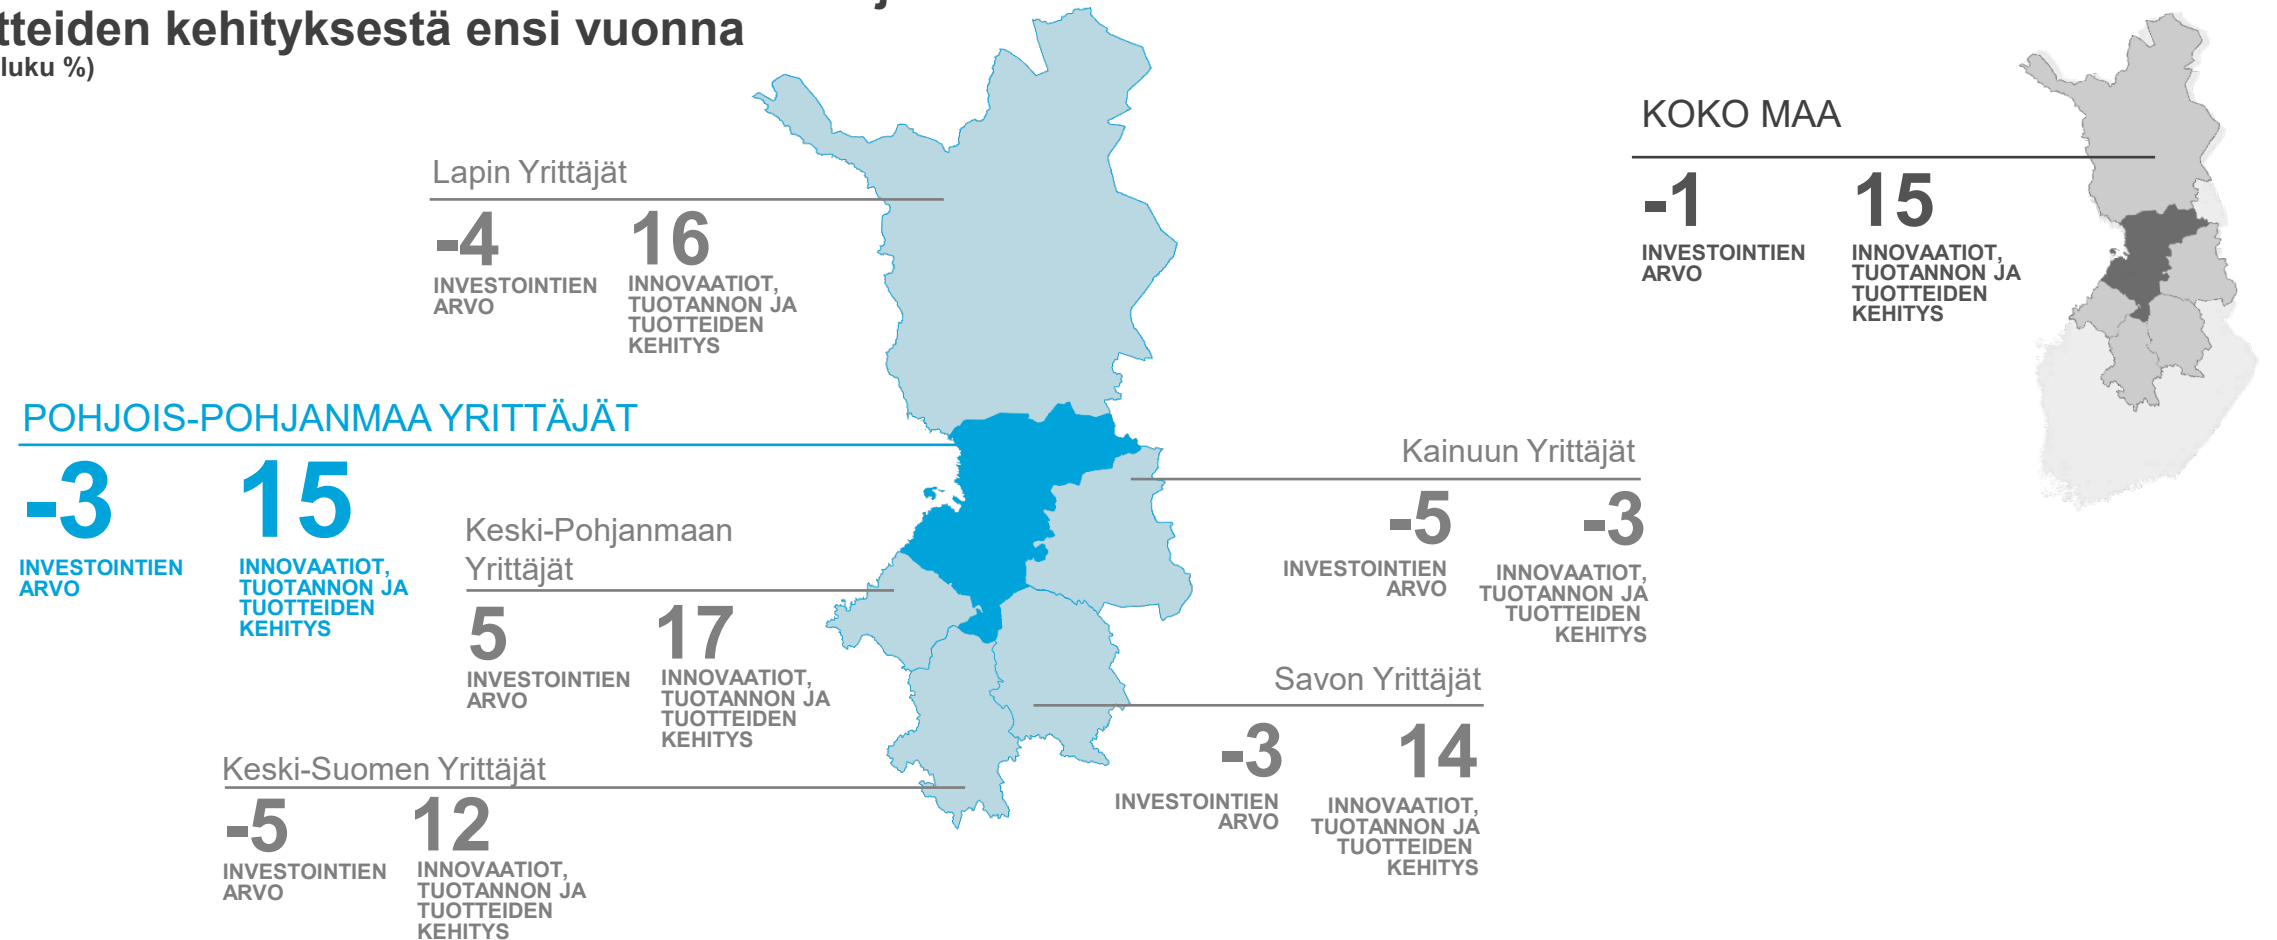 tteiden kehityksestä ensi vuonna
luku %)
KOKO MAA
-1
15
INVESTOINTIEN
ARVO
INNOVAATIOT,
TUOTANNON JA
TUOTTEIDEN
KEHITYS
Lapin Yrittäjät
-4
16
INVESTOINTIEN
ARVO
INNOVAATIOT,
TUOTANNON JA
TUOTTEIDEN
KEHITYS
POHJOIS-POHJANMAA YRITTÄJÄT
-3
15
INVESTOINTIEN
ARVO
INNOVAATIOT,
TUOTANNON JA
TUOTTEIDEN
KEHITYS
Keski-Pohjanmaan
Yrittäjät
5
17
INVESTOINTIEN
ARVO
INNOVAATIOT,
TUOTANNON JA
TUOTTEIDEN
KEHITYS
Kainuun Yrittäjät
-5
-3
INVESTOINTIEN
ARVO
INNOVAATIOT,
TUOTANNON JA
TUOTTEIDEN
KEHITYS
Savon Yrittäjät
-3
14
INVESTOINTIEN
ARVO
INNOVAATIOT,
TUOTANNON JA
TUOTTEIDEN
KEHITYS
Keski-Suomen Yrittäjät
-5
12
INVESTOINTIEN
ARVO
INNOVAATIOT,
TUOTANNON JA
TUOTTEIDEN
KEHITYS